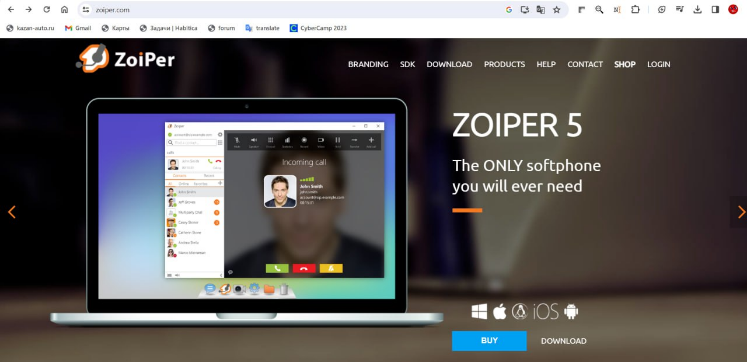 zoiper.com
kazan-auto.ru Gmail Карты Задачи | Habitica forum translate CyberCamp 2023
ZoiPer
BRANDING SDK DOWNLOAD PRODUCTS HELP CONTACT SHOP LOGIN
ZOIPER 5
The ONLY softphone
you will ever need
Incoming call
John Smith
iOS
BUY DOWNLOAD